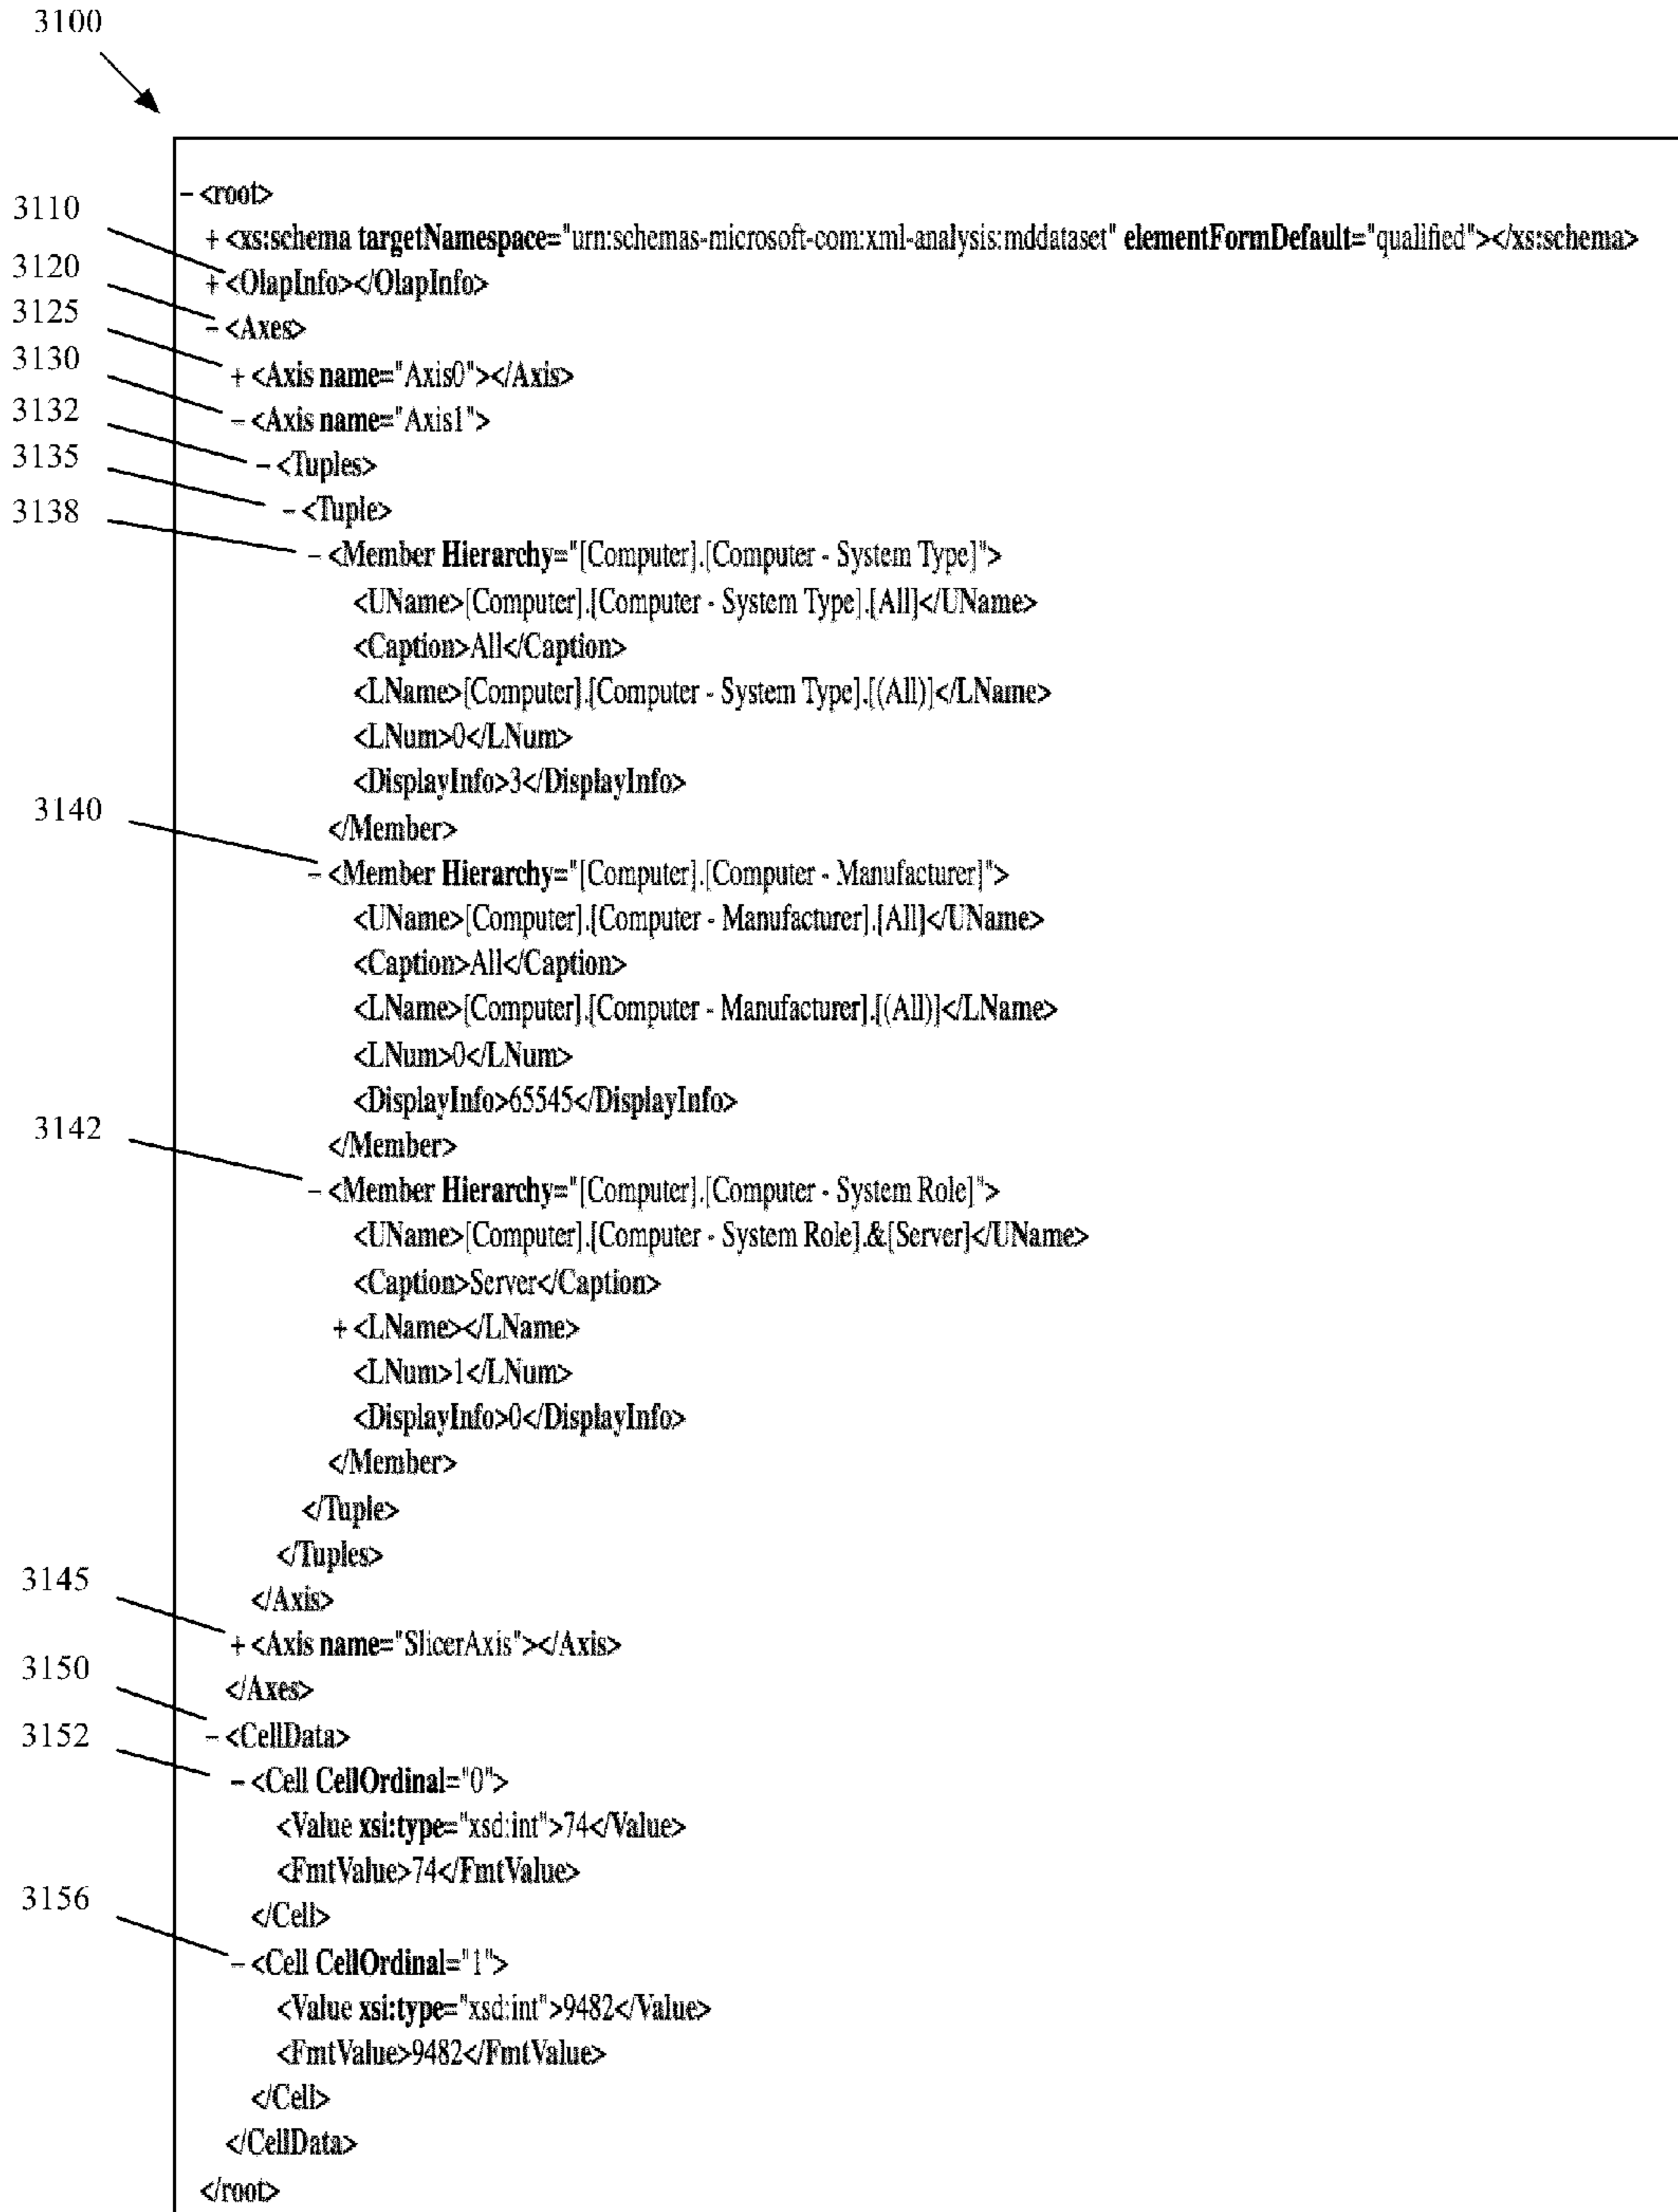 3100
- <root>
3110
+ <xs:schema targetNamespace="urn:schemas-microsoft-com:xml-analysis:mddataset" elementFormDefault="qualified"></xs:schema>
3120
+ <OlapInfo></OlapInfo>
3125
- <Axes>
3130
+ <Axis name="Axis0"></Axis>
3132
- <Axis name="Axis1">
3135
- <Tuples>
3138
- <Tuple>
- <Member Hierarchy="[Computer].[Computer - System Type]">
<UName>[Computer].[Computer - System Type].[All]</UName>
<Caption>All</Caption>
<LName>[Computer].[Computer - System Type].[(All)]</LName>
<LNum>0</LNum>
<DisplayInfo>3</DisplayInfo>
3140
</Member>
- <Member Hierarchy="[Computer].[Computer - Manufacturer]">
<UName>[Computer].[Computer - Manufacturer].[All]</UName>
<Caption>All</Caption>
<LName>[Computer].[Computer - Manufacturer].[(All)]</LName>
<LNum>0</LNum>
<DisplayInfo>65545</DisplayInfo>
3142
</Member>
- <Member Hierarchy="[Computer].[Computer - System Role]">
<UName>[Computer].[Computer - System Role].&[Server]</UName>
<Caption>Server</Caption>
+ <LName></LName>
<LNum>1</LNum>
<DisplayInfo>0</DisplayInfo>
</Member>
</Tuple>
</Tuples>
3145
</Axis>
+ <Axis name="SlicerAxis"></Axis>
3150
</Axes>
3152
- <CellData>
- <Cell CellOrdinal="0">
<Value xsi:type="xsd:int">74</Value>
<FmtValue>74</FmtValue>
3156
</Cell>
- <Cell CellOrdinal="1">
<Value xsi:type="xsd:int">9482</Value>
<FmtValue>9482</FmtValue>
</Cell>
</CellData>
</root>